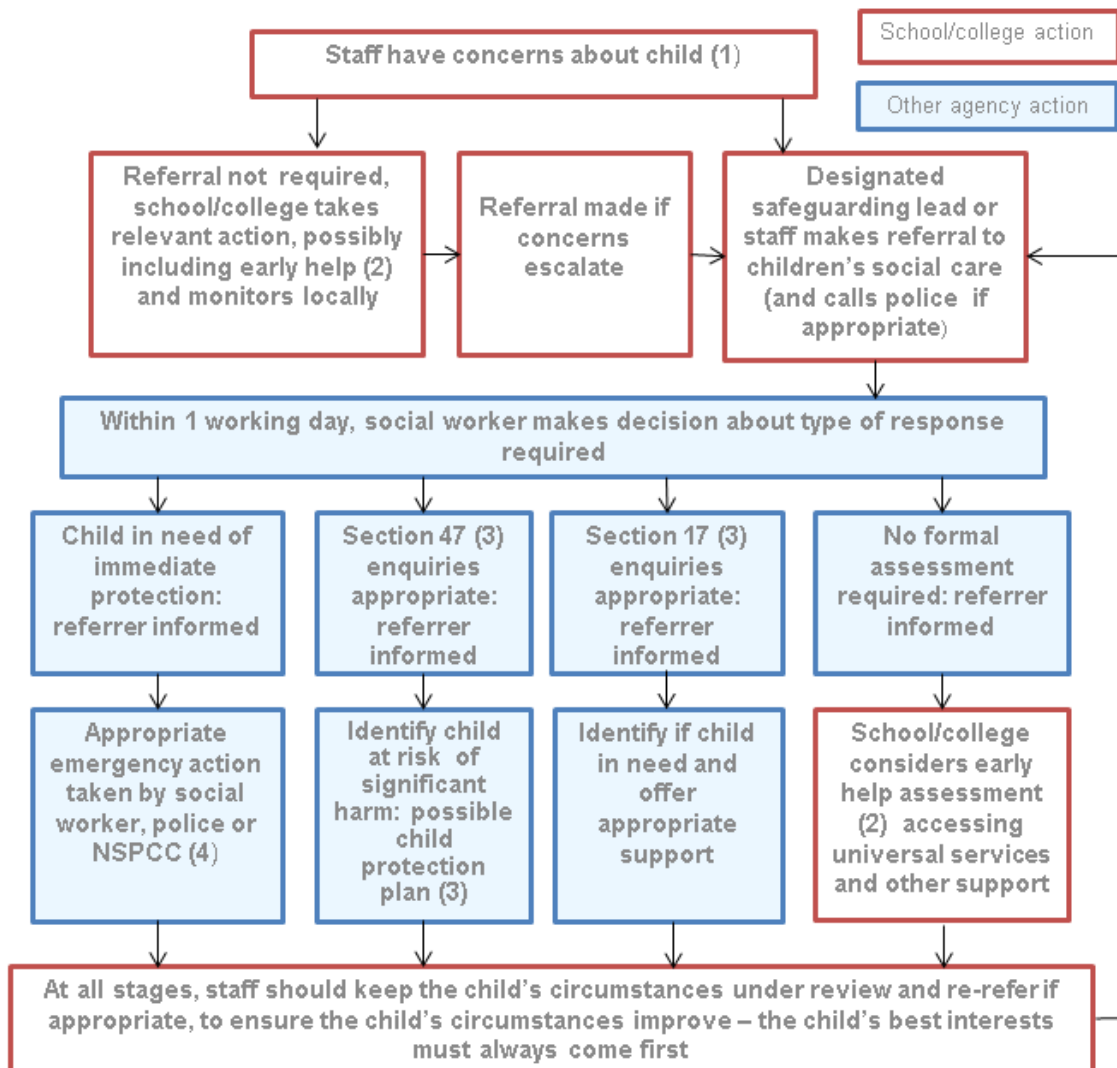 School/college action
Other agency action
Staff have concerns about child (1)
Referral not required,
school/college takes
relevant action, possibly
including early help (2)
and monitors locally
Referral made if
concerns
escalate
Designated
safeguarding lead or
staff makes referral to
children’s social care
(and calls police if
appropriate)
Within 1 working day, social worker makes decision about type of response
required
Child in need of
immediate
protection:
referrer informed
Section 47 (3)
enquiries
appropriate:
referrer
informed
Section 17 (3)
enquiries
appropriate:
referrer
informed
No formal
assessment
required: referrer
informed
Appropriate
emergency action
taken by social
worker, police or
NSPCC (4)
Identify child
at risk of
significant
harm: possible
child
protection
plan (3)
Identify if child
in need and
offer
appropriate
support
School/college
considers early
help assessment
(2) accessing
universal services
and other support
At all stages, staff should keep the child’s circumstances under review and re-refer if
appropriate, to ensure the child’s circumstances improve – the child’s best interests
must always come first